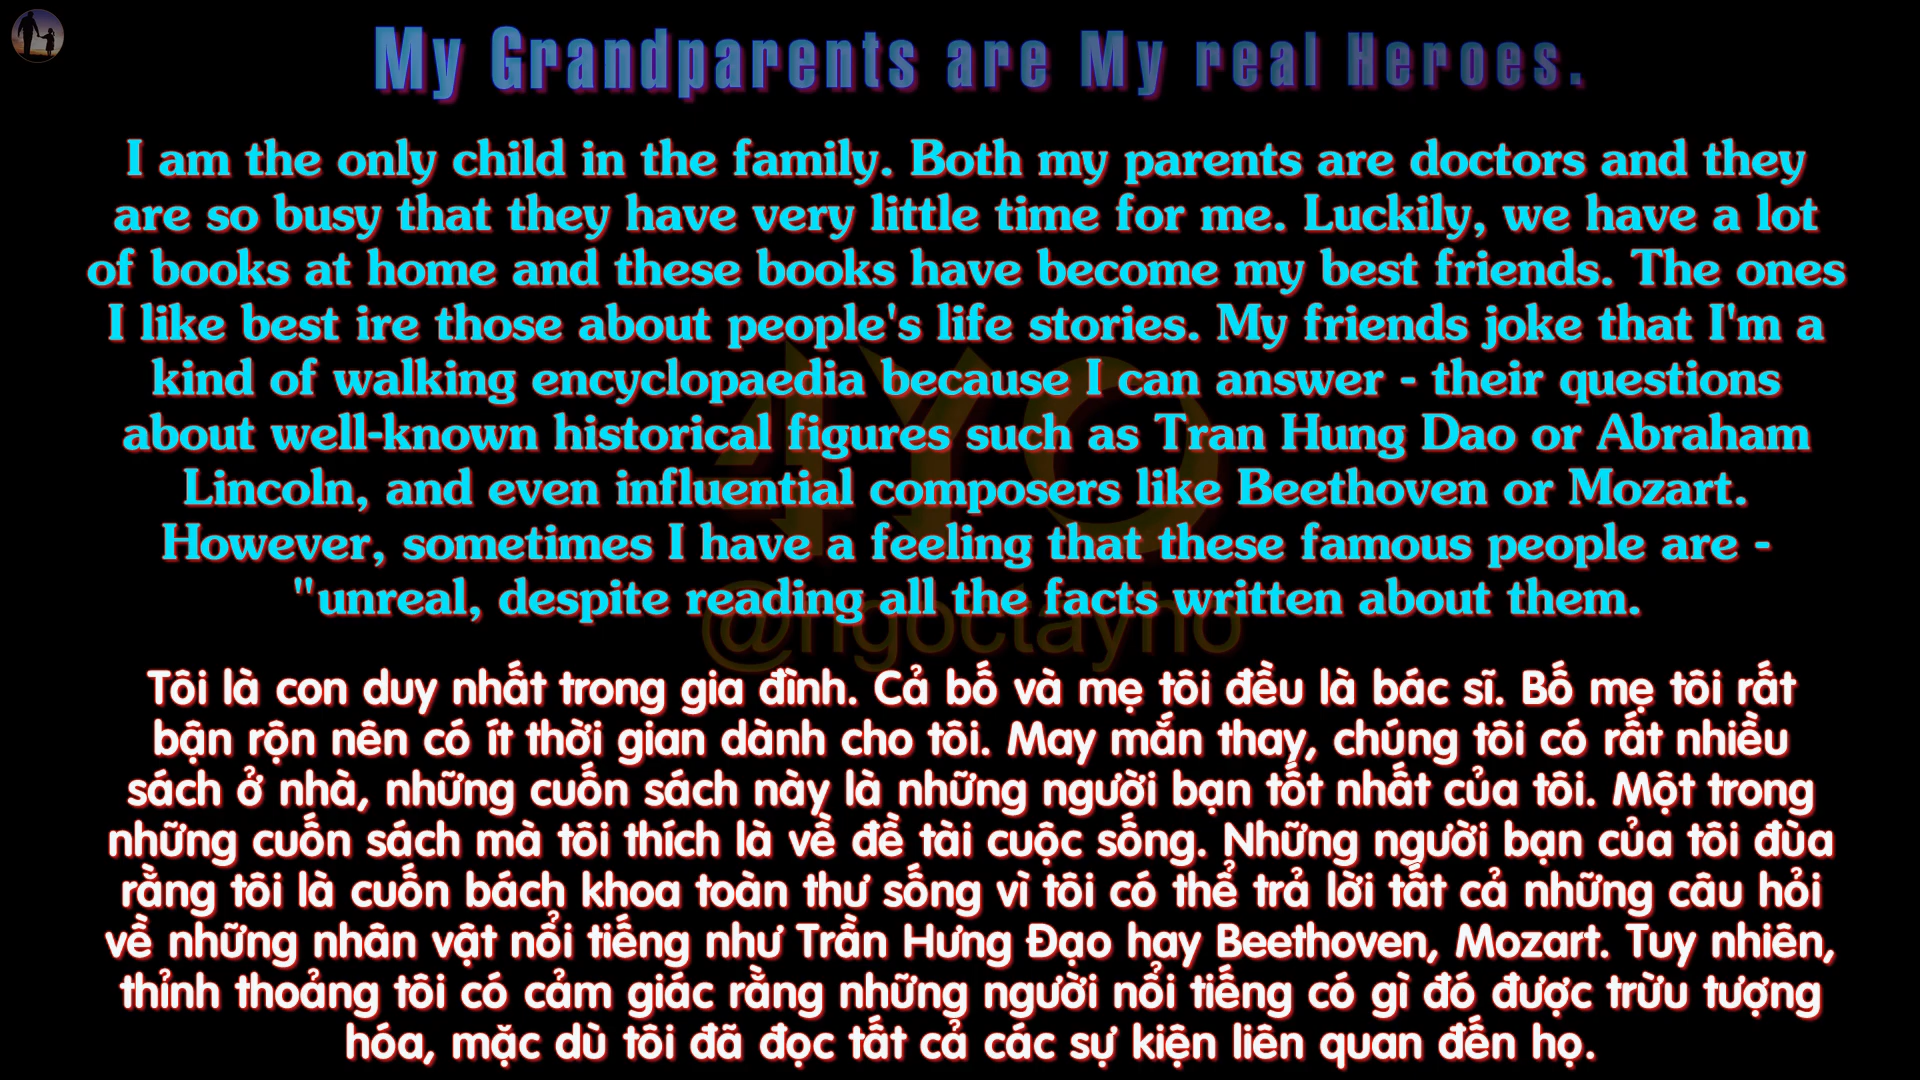 My Grandparents are My real Heroes.
I am the only child in the family. Both my parents are doctors and they
are so busy that they have very little time for me. Luckily, we have a lot
of books at home and these books have become my best friends. The ones
I like best ire those about people's life stories. My friends joke that I'm a
kind of walking encyclopaedia because I can answer - their questions
about well-known historical figures such as Tran Hung Dao or Abraham
Lincoln, and even influential composers like Beethoven or Mozart.
However, sometimes I have a feeling that these famous people are -
"unreal, despite reading all the facts written about them.
4YO
@ngoctayho
Tôi là con duy nhất trong gia đình. Cả bố và mẹ tôi đều là bác sĩ. Bố mẹ tôi rất
bận rộn nên có ít thời gian dành cho tôi. May mắn thay, chúng tôi có rất nhiều
sách ở nhà, những cuốn sách này là những người bạn tốt nhất của tôi. Một trong
những cuốn sách mà tôi thích là về đề tài cuộc sống. Những người bạn của tôi đùa
rằng tôi là cuốn bách khoa toàn thư sống vì tôi có thể trả lời tất cả những câu hỏi
về những nhân vật nổi tiếng như Trần Hưng Đạo hay Beethoven, Mozart. Tuy nhiên,
thỉnh thoảng tôi có cảm giác rằng những người nổi tiếng có gì đó được trừu tượng
hóa, mặc dù tôi đã đọc tất cả các sự kiện liên quan đến họ.